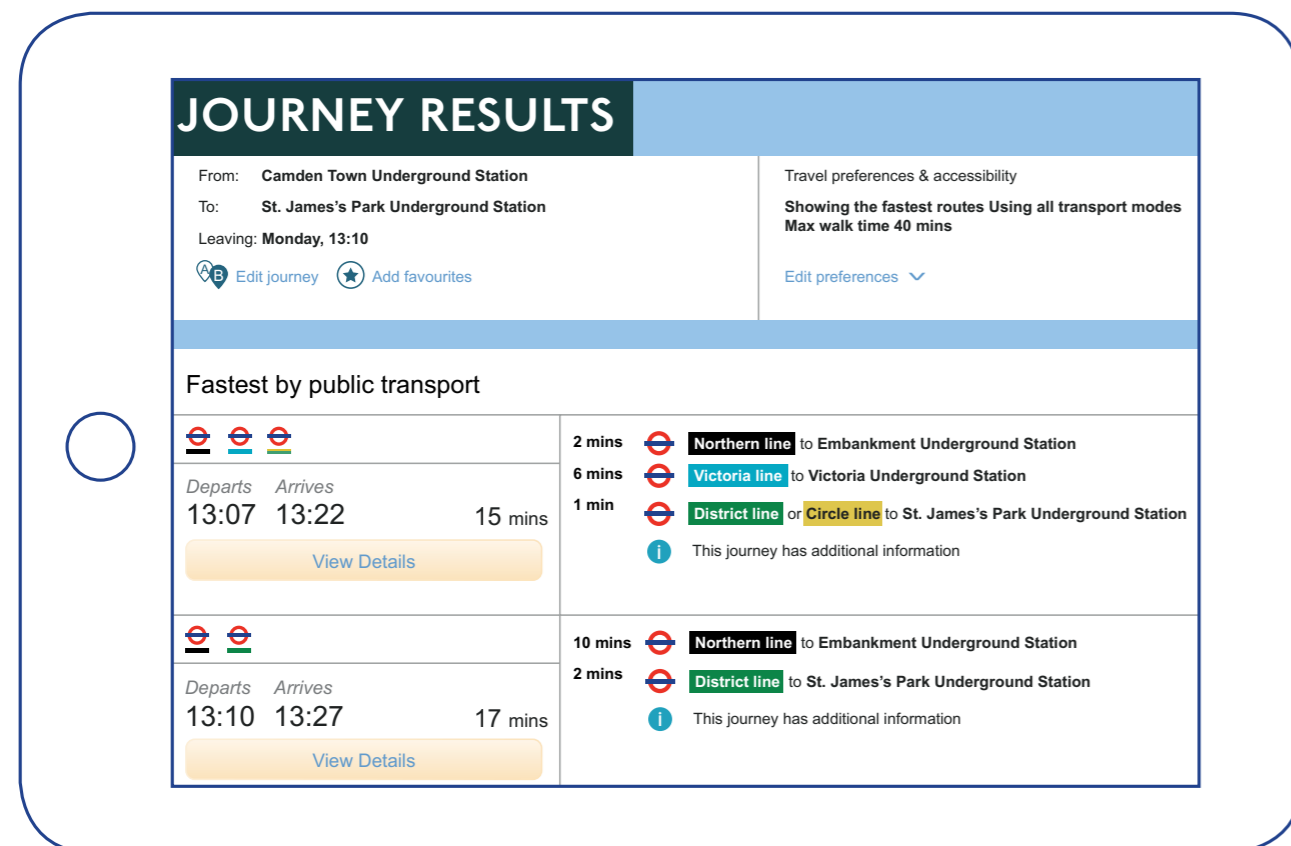 JOURNEY RESULTS
From: Camden Town Underground Station
To: St. James's Park Underground Station
Leaving: Monday, 13:10
A B Edit journey Add favourites
Travel preferences & accessibility
Showing the fastest routes Using all transport modes
Max walk time 40 mins
Edit preferences
Fastest by public transport
Departs Arrives
13:07 13:22 15 mins
View Details
2 mins Northern line to Embankment Underground Station
6 mins Victoria line to Victoria Underground Station
1 min District line or Circle line to St. James's Park Underground Station
i This journey has additional information
Departs Arrives
13:10 13:27 17 mins
View Details
10 mins Northern line to Embankment Underground Station
2 mins District line to St. James's Park Underground Station
i This journey has additional information